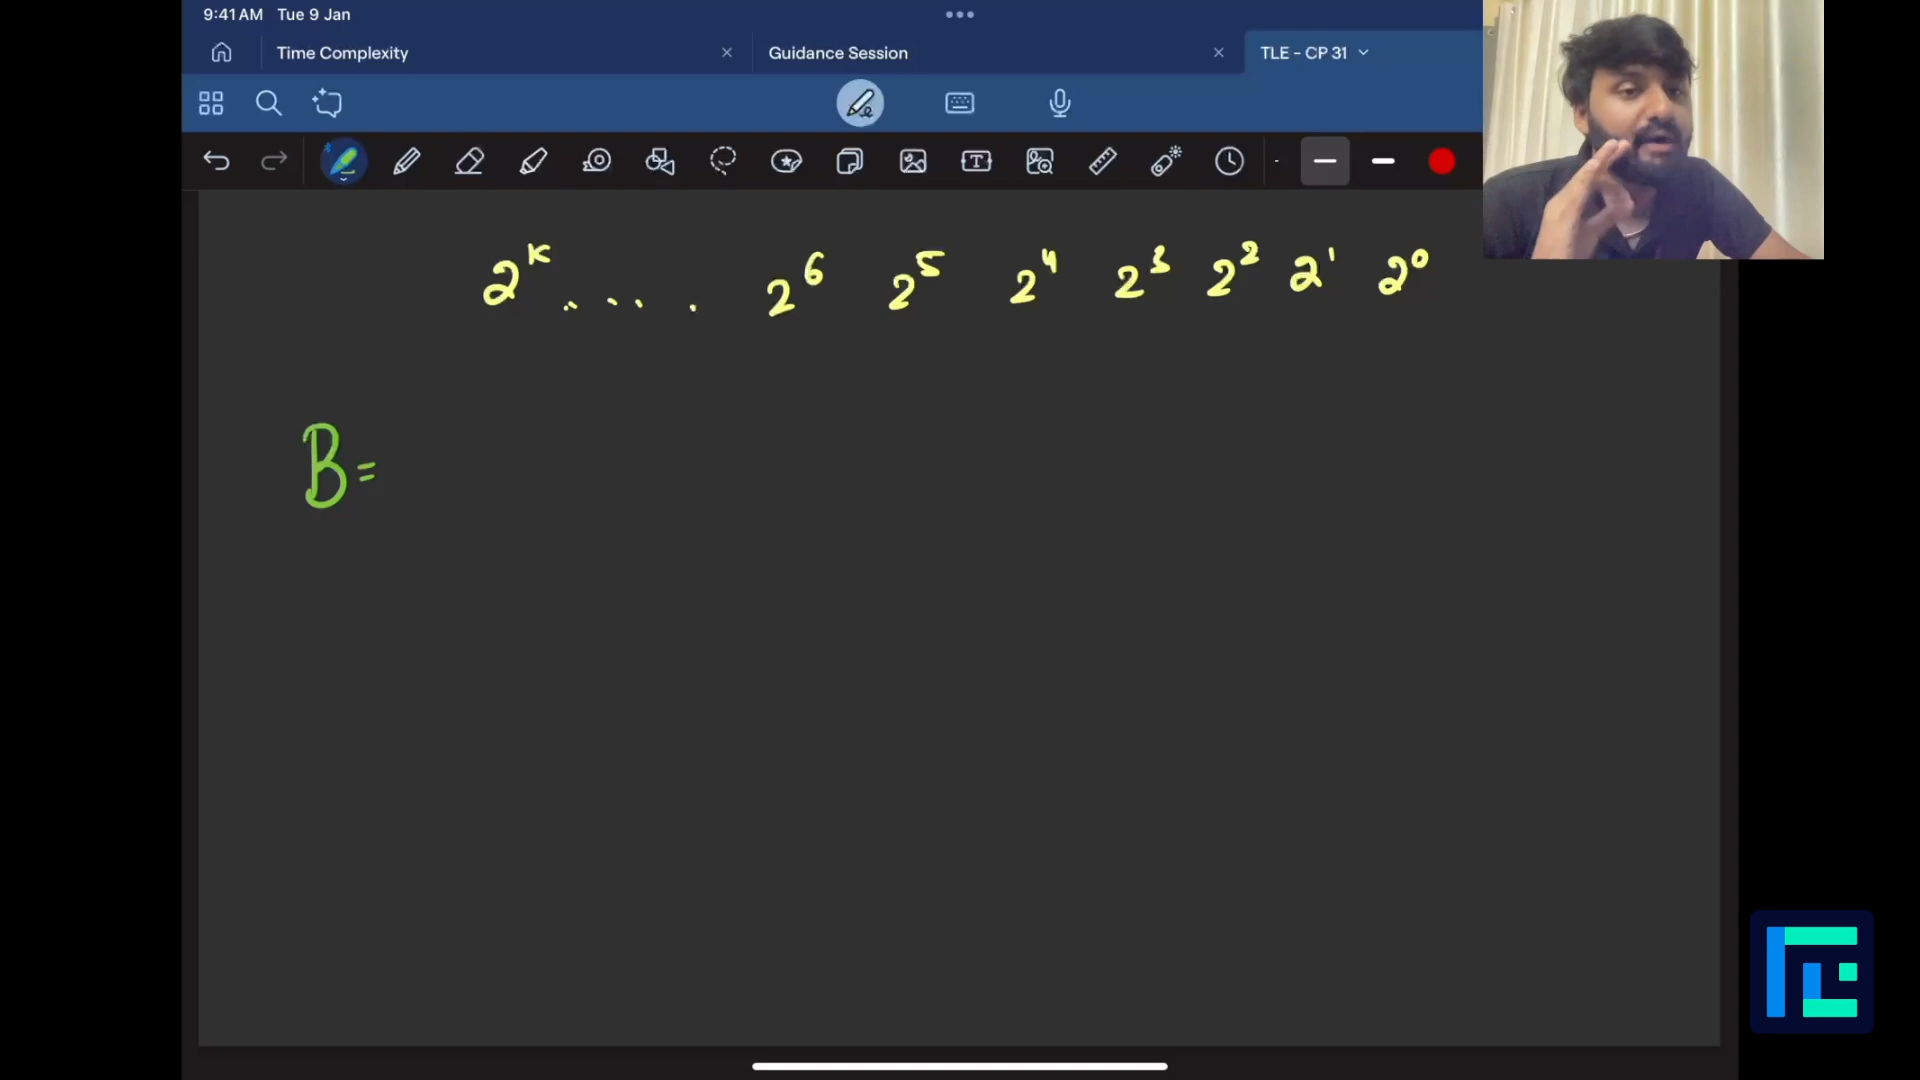 9:41 AM Tue 9 Jan
Time Complexity Guidance Session TLE - CP 31
2^k ..... . 2^6 2^5 2^4 2^3 2^2 2^1 2^0
B=